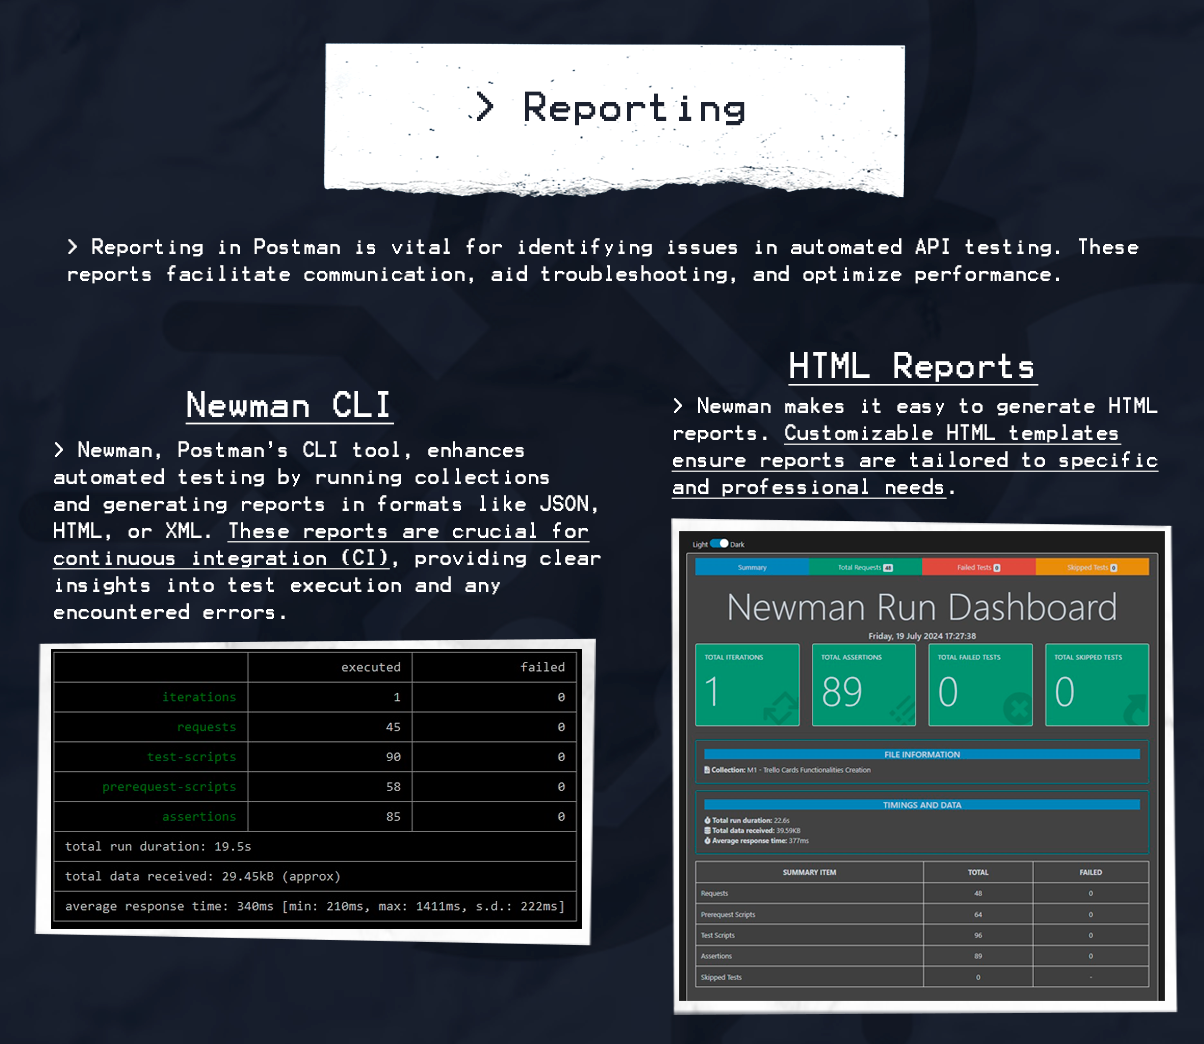 > Reporting
> Reporting in Postman is vital for identifying issues in automated API testing. These
reports facilitate communication, aid troubleshooting, and optimize performance.
Newman CLI
> Newman, Postman's CLI tool, enhances
automated testing by running collections
and generating reports in formats like JSON,
HTML, or XML. These reports are crucial for
continuous integration (CI), providing clear
insights into test execution and any
encountered errors.
executed failed
iterations 1 0
requests 45 0
test-scripts 90 0
prerequest-scripts 58 0
assertions 85 0
total run duration: 19.5s
total data received: 29.45kB (approx)
average response time: 340ms [min: 210ms, max: 1411ms, s.d.: 222ms]
HTML Reports
> Newman makes it easy to generate HTML
reports. Customizable HTML templates
ensure reports are tailored to specific
and professional needs.
Light Dark
Summary Total Requests 48 Failed Tests 0 Skipped Tests 0
Newman Run Dashboard
Friday, 19 July 2024 17:27:38
TOTAL ITERATIONS TOTAL ASSERTIONS TOTAL FAILED TESTS TOTAL SKIPPED TESTS
1 89 0 0
FILE INFORMATION
Collection: M1 - Trello Cards Functionalities Creation
TIMINGS AND DATA
Total run duration: 22.6s
Total data received: 39.59KB
Average response time: 377ms
SUMMARY ITEM TOTAL FAILED
Requests 48 0
Prerequest Scripts 64 0
Test Scripts 96 0
Assertions 89 0
Skipped Tests 0 -